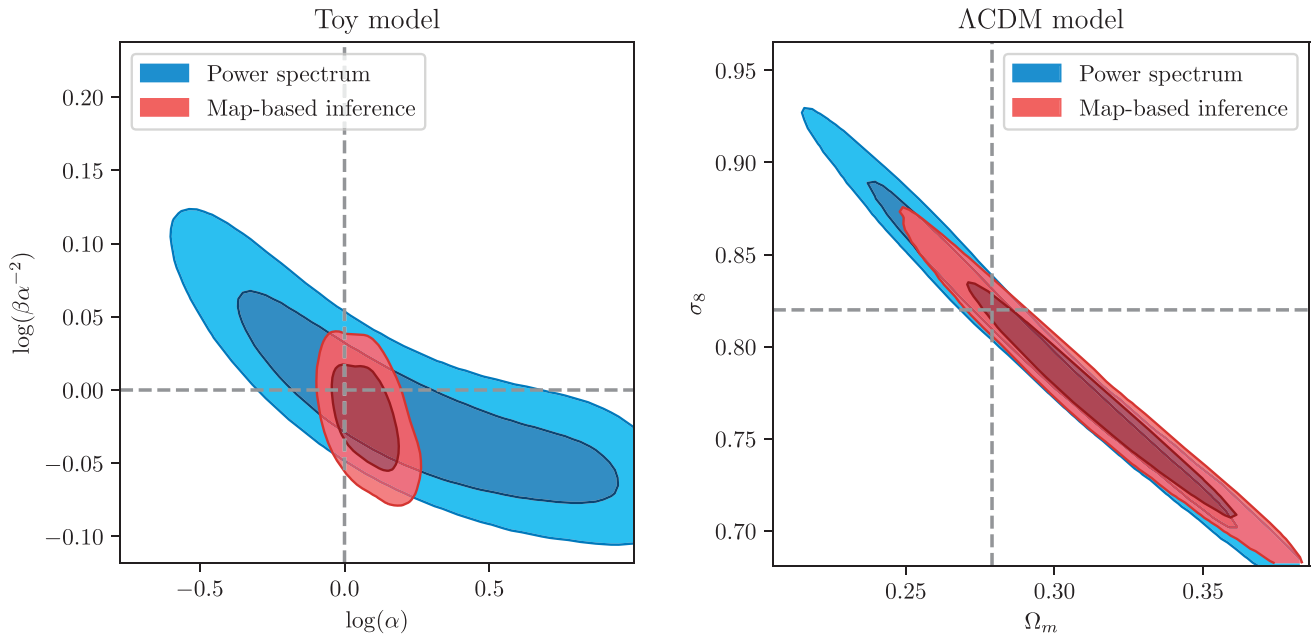 Toy model
Power spectrum
Map-based inference
0.20
0.15
0.10
0.05
0.00
−0.05
−0.10
log(βα⁻²)
−0.5
0.0
0.5
log(α)
ΛCDM model
Power spectrum
Map-based inference
0.95
0.90
0.85
0.80
0.75
0.70
σ₈
0.25
0.30
0.35
Ωₘ